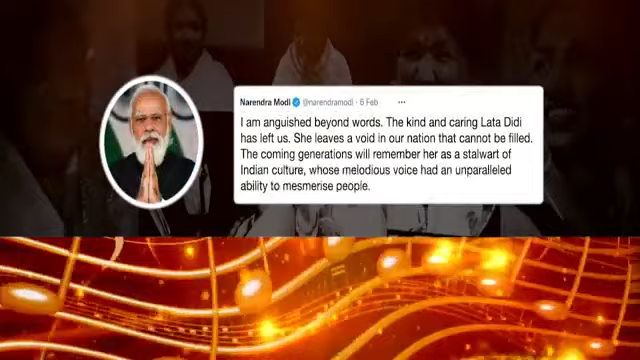 Narendra Modi @narendramodi · 6 Feb ...
I am anguished beyond words. The kind and caring Lata Didi
has left us. She leaves a void in our nation that cannot be filled.
The coming generations will remember her as a stalwart of
Indian culture, whose melodious voice had an unparalleled
ability to mesmerise people.